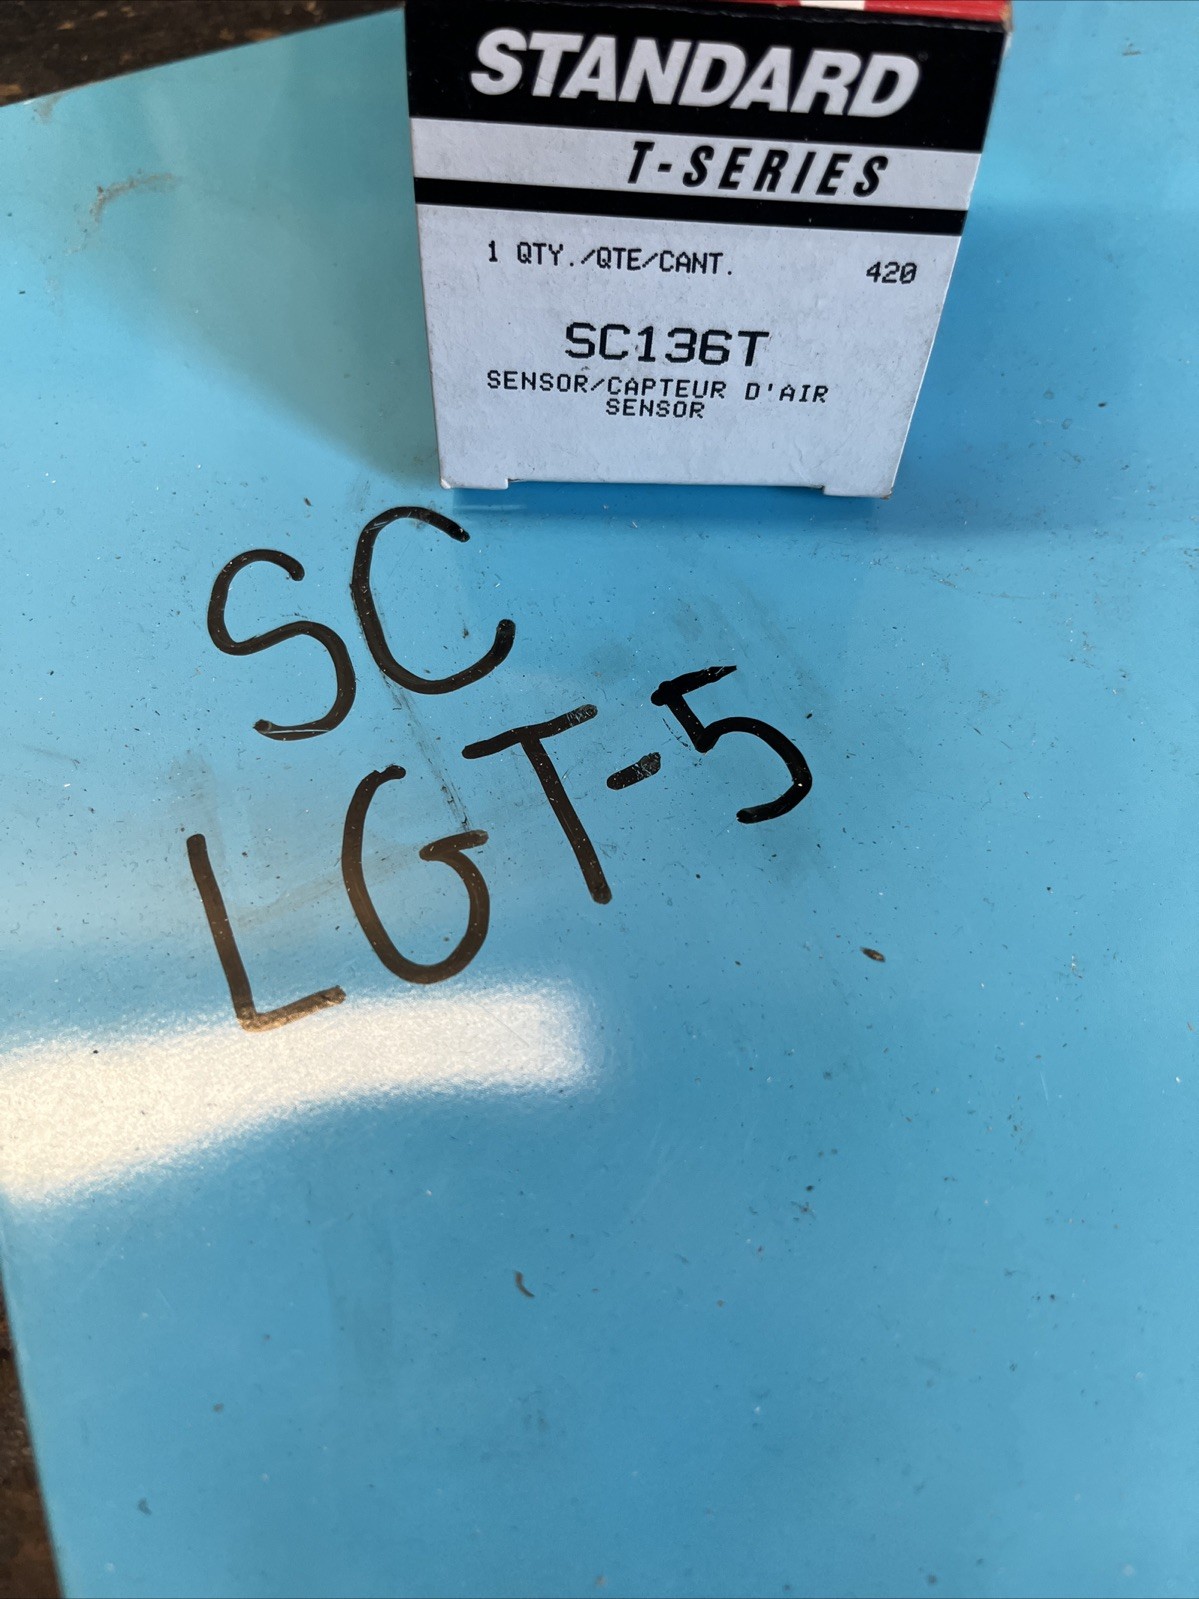 STANDARD
T-SERIES
1 QTY./QTE/CANT. 420
SC136T
SENSOR/CAPTEUR D'AIR
SENSOR
SC
LGT-5